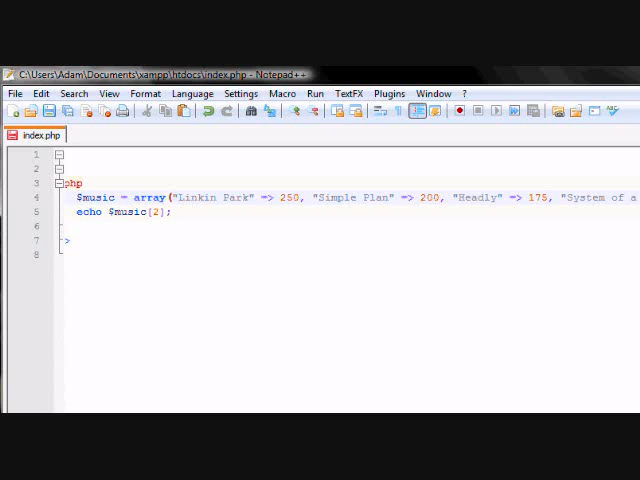 C:\Users\Adam\Documents\xampp\htdocs\index.php - Notepad++
File Edit Search View Format Encoding Language Settings Macro Run TextFX Plugins Window ?
index.php
1
2
3 php
4 $music = array("Linkin Park" => 250, "Simple Plan" => 200, "Headly" => 175, "System of a
5 echo $music[2];
6
7 >
8